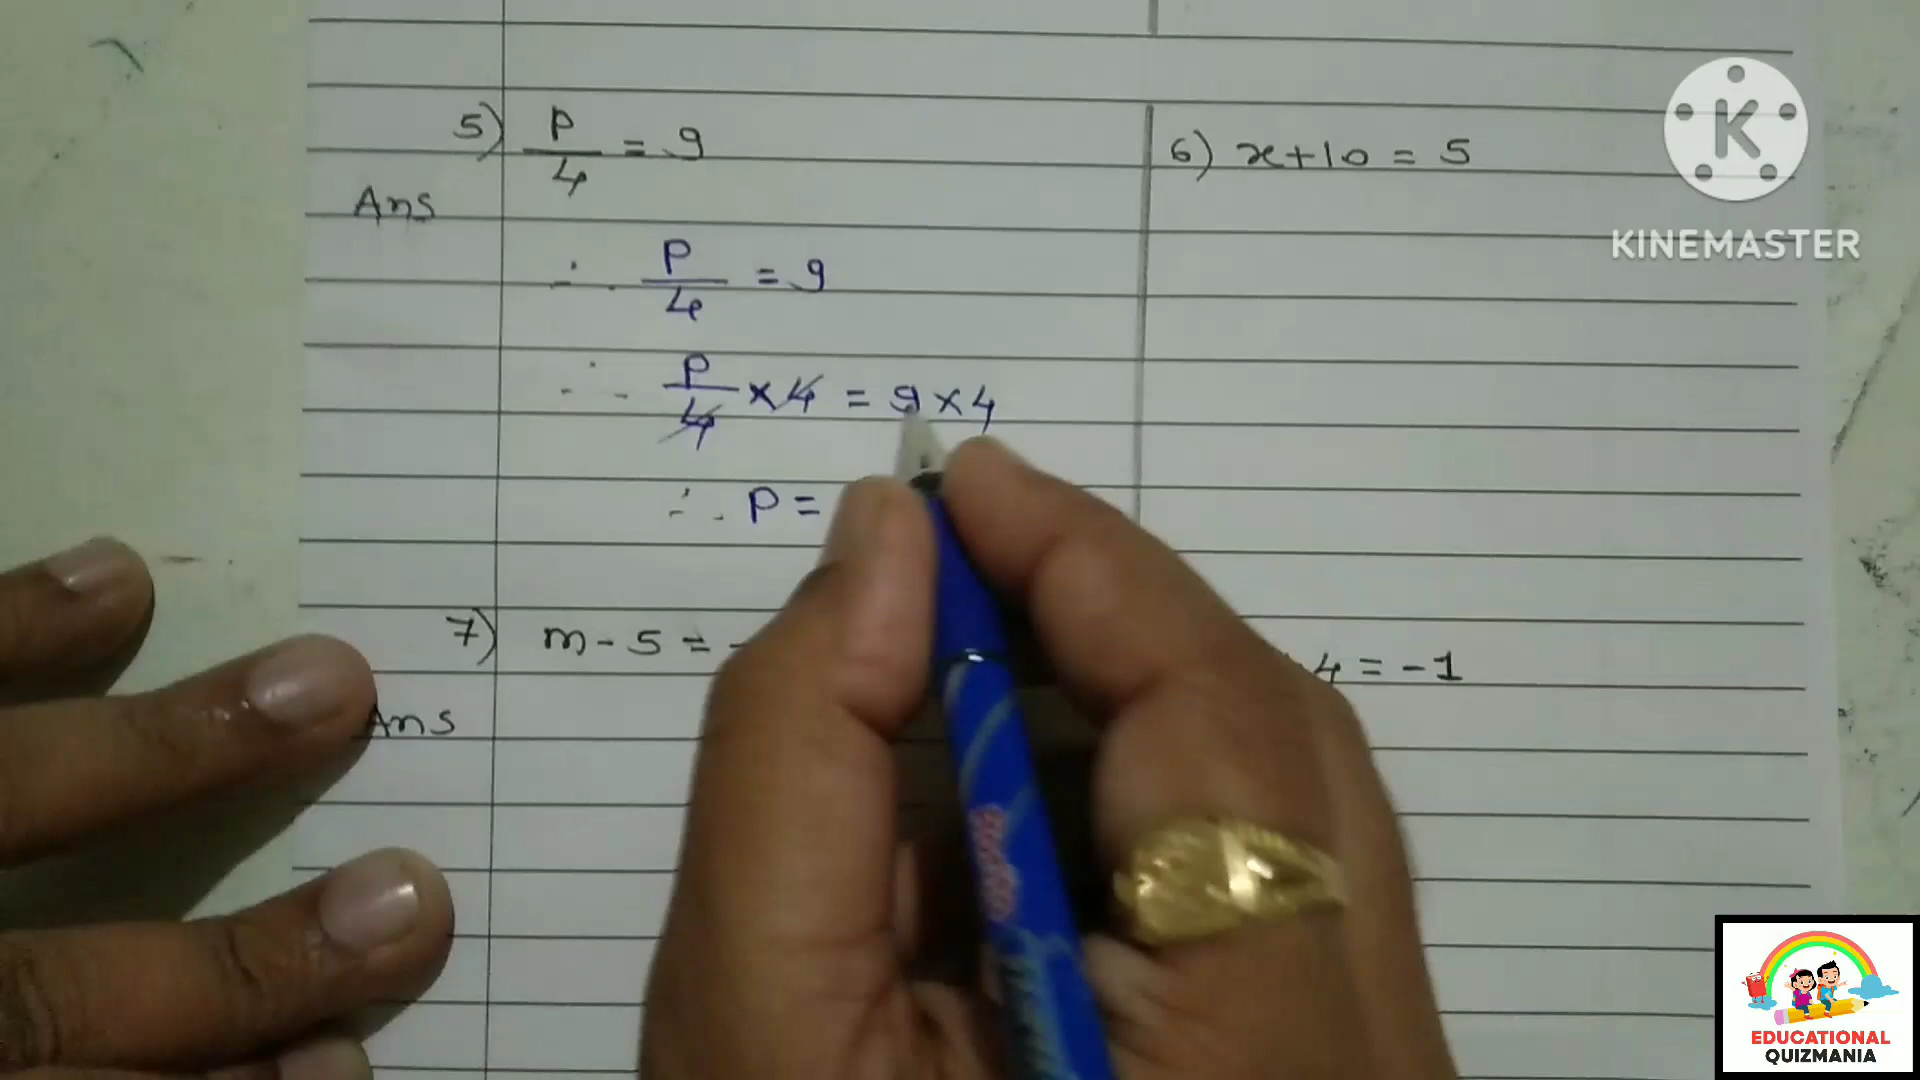 5) P/4 = 9
Ans
∴ P/4 = 9
∴ P/4 × 4 = 9 × 4
∴ P =
6) x+10 = 5
7) m - 5 = -
Ans
4 = -1
K
KINEMASTER
EDUCATIONAL
QUIZMANIA